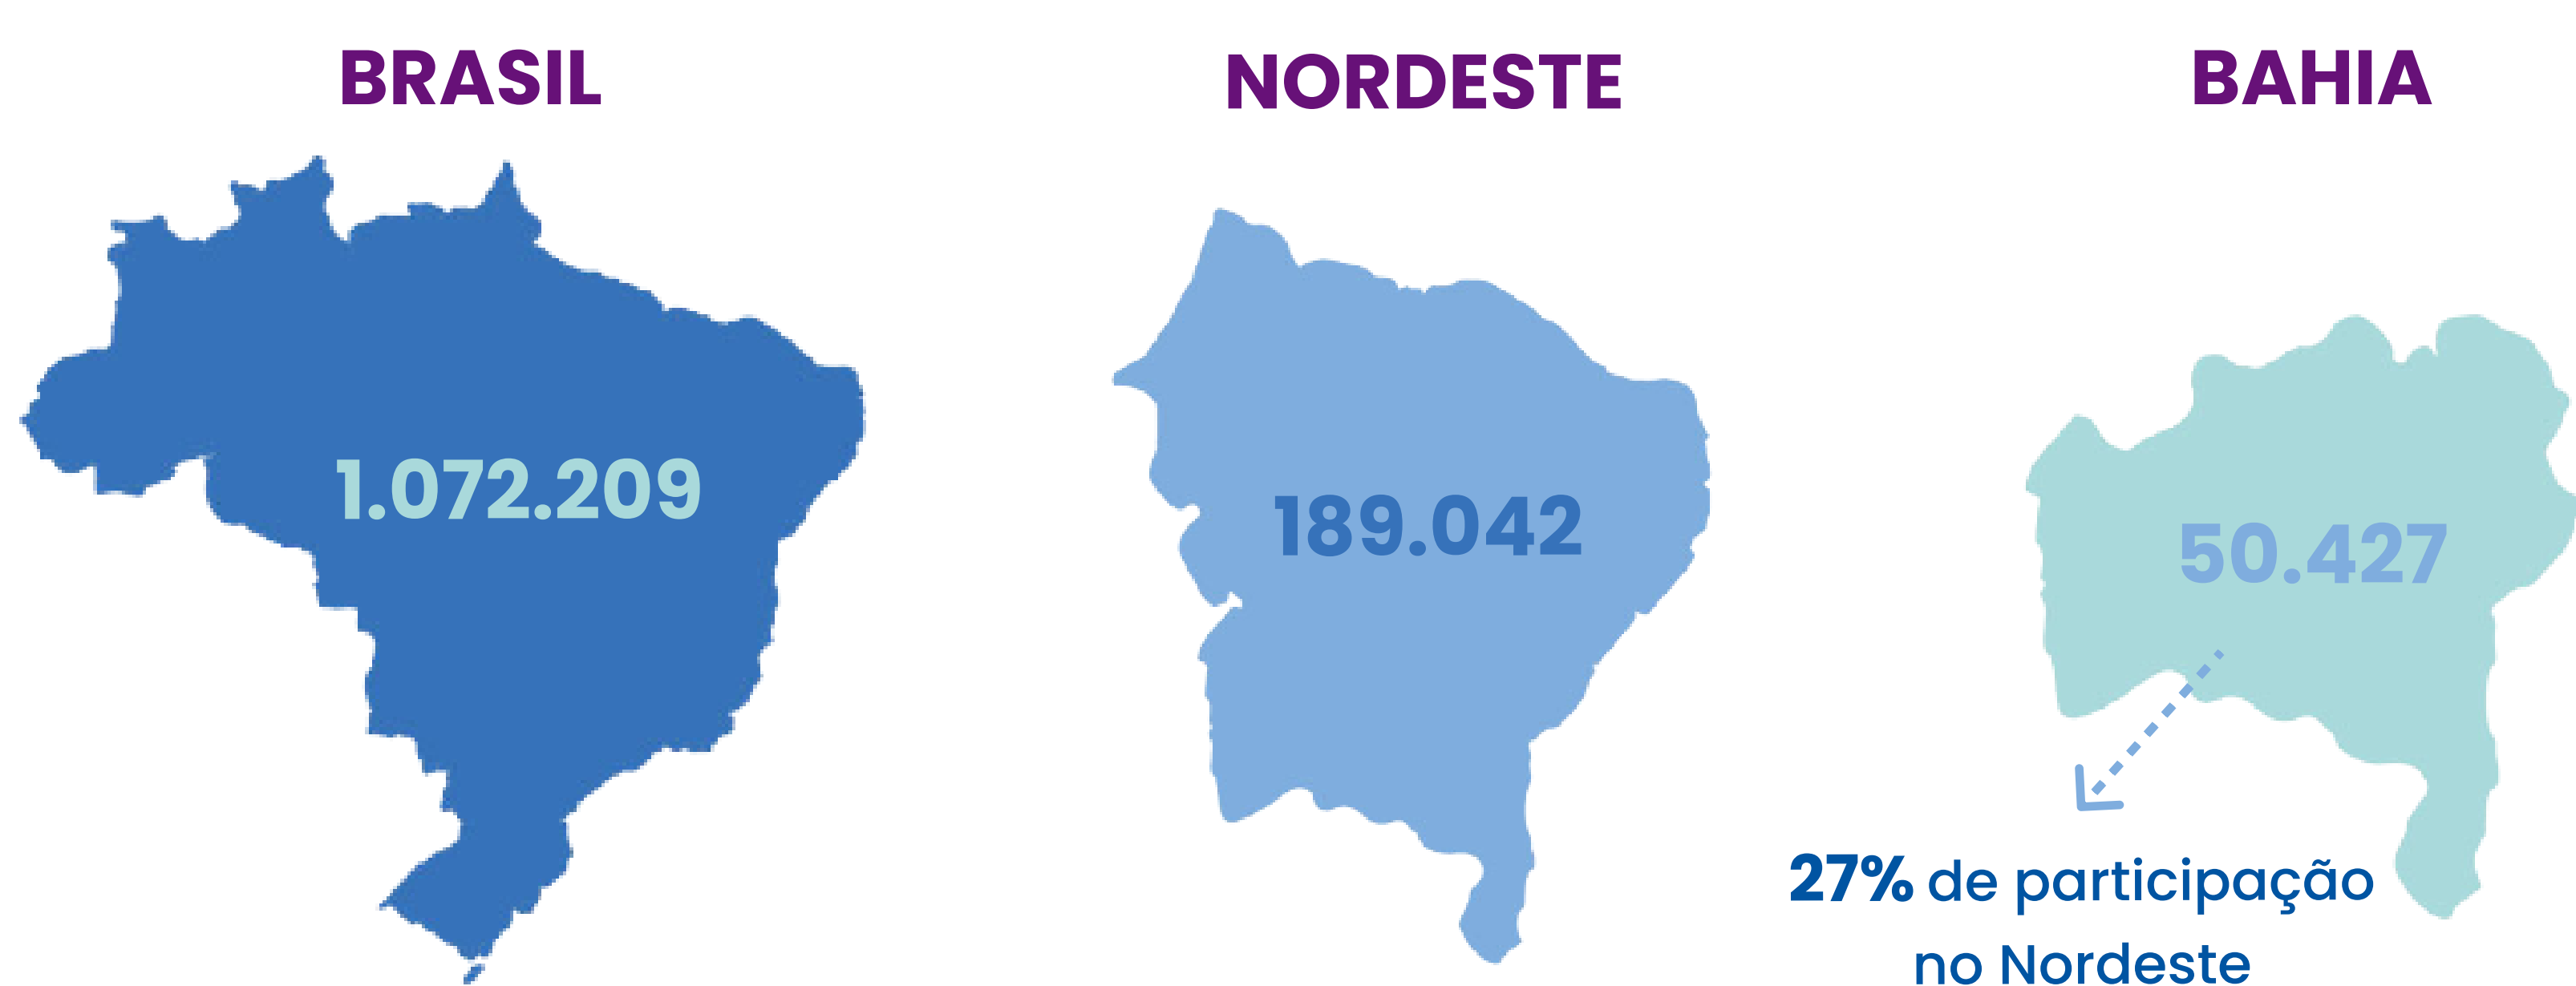 BRASIL
NORDESTE
BAHIA
1.072.209
189.042
50.427
27% de participação
no Nordeste